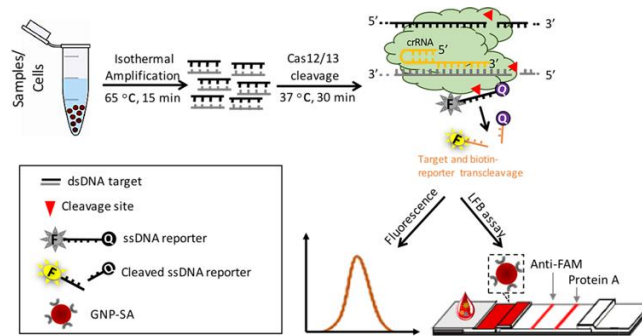 Samples/
Cells
Isothermal
Amplification
65 °C, 15 min
Cas12/13
cleavage
37 °C, 30 min
5’
3’
crRNA
5’
3’
3’
5’
F
Q
Q
F
Target and biotin-
reporter transcleavage
dsDNA target
Cleavage site
F
Q
ssDNA reporter
F
Q
Cleaved ssDNA reporter
GNP-SA
Fluorescence
LFB assay
Anti-FAM
Protein A